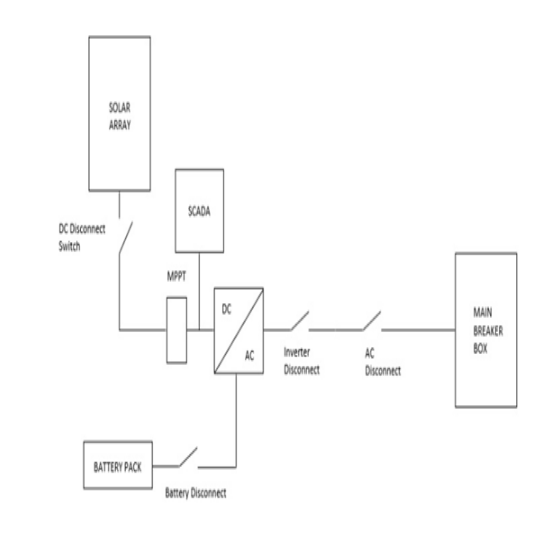 SOLAR
ARRAY
SCADA
DC Disconnect
Switch
MPPT
DC
AC
MAIN
BREAKER
BOX
Inverter
Disconnect
AC
Disconnect
BATTERY PACK
Battery Disconnect